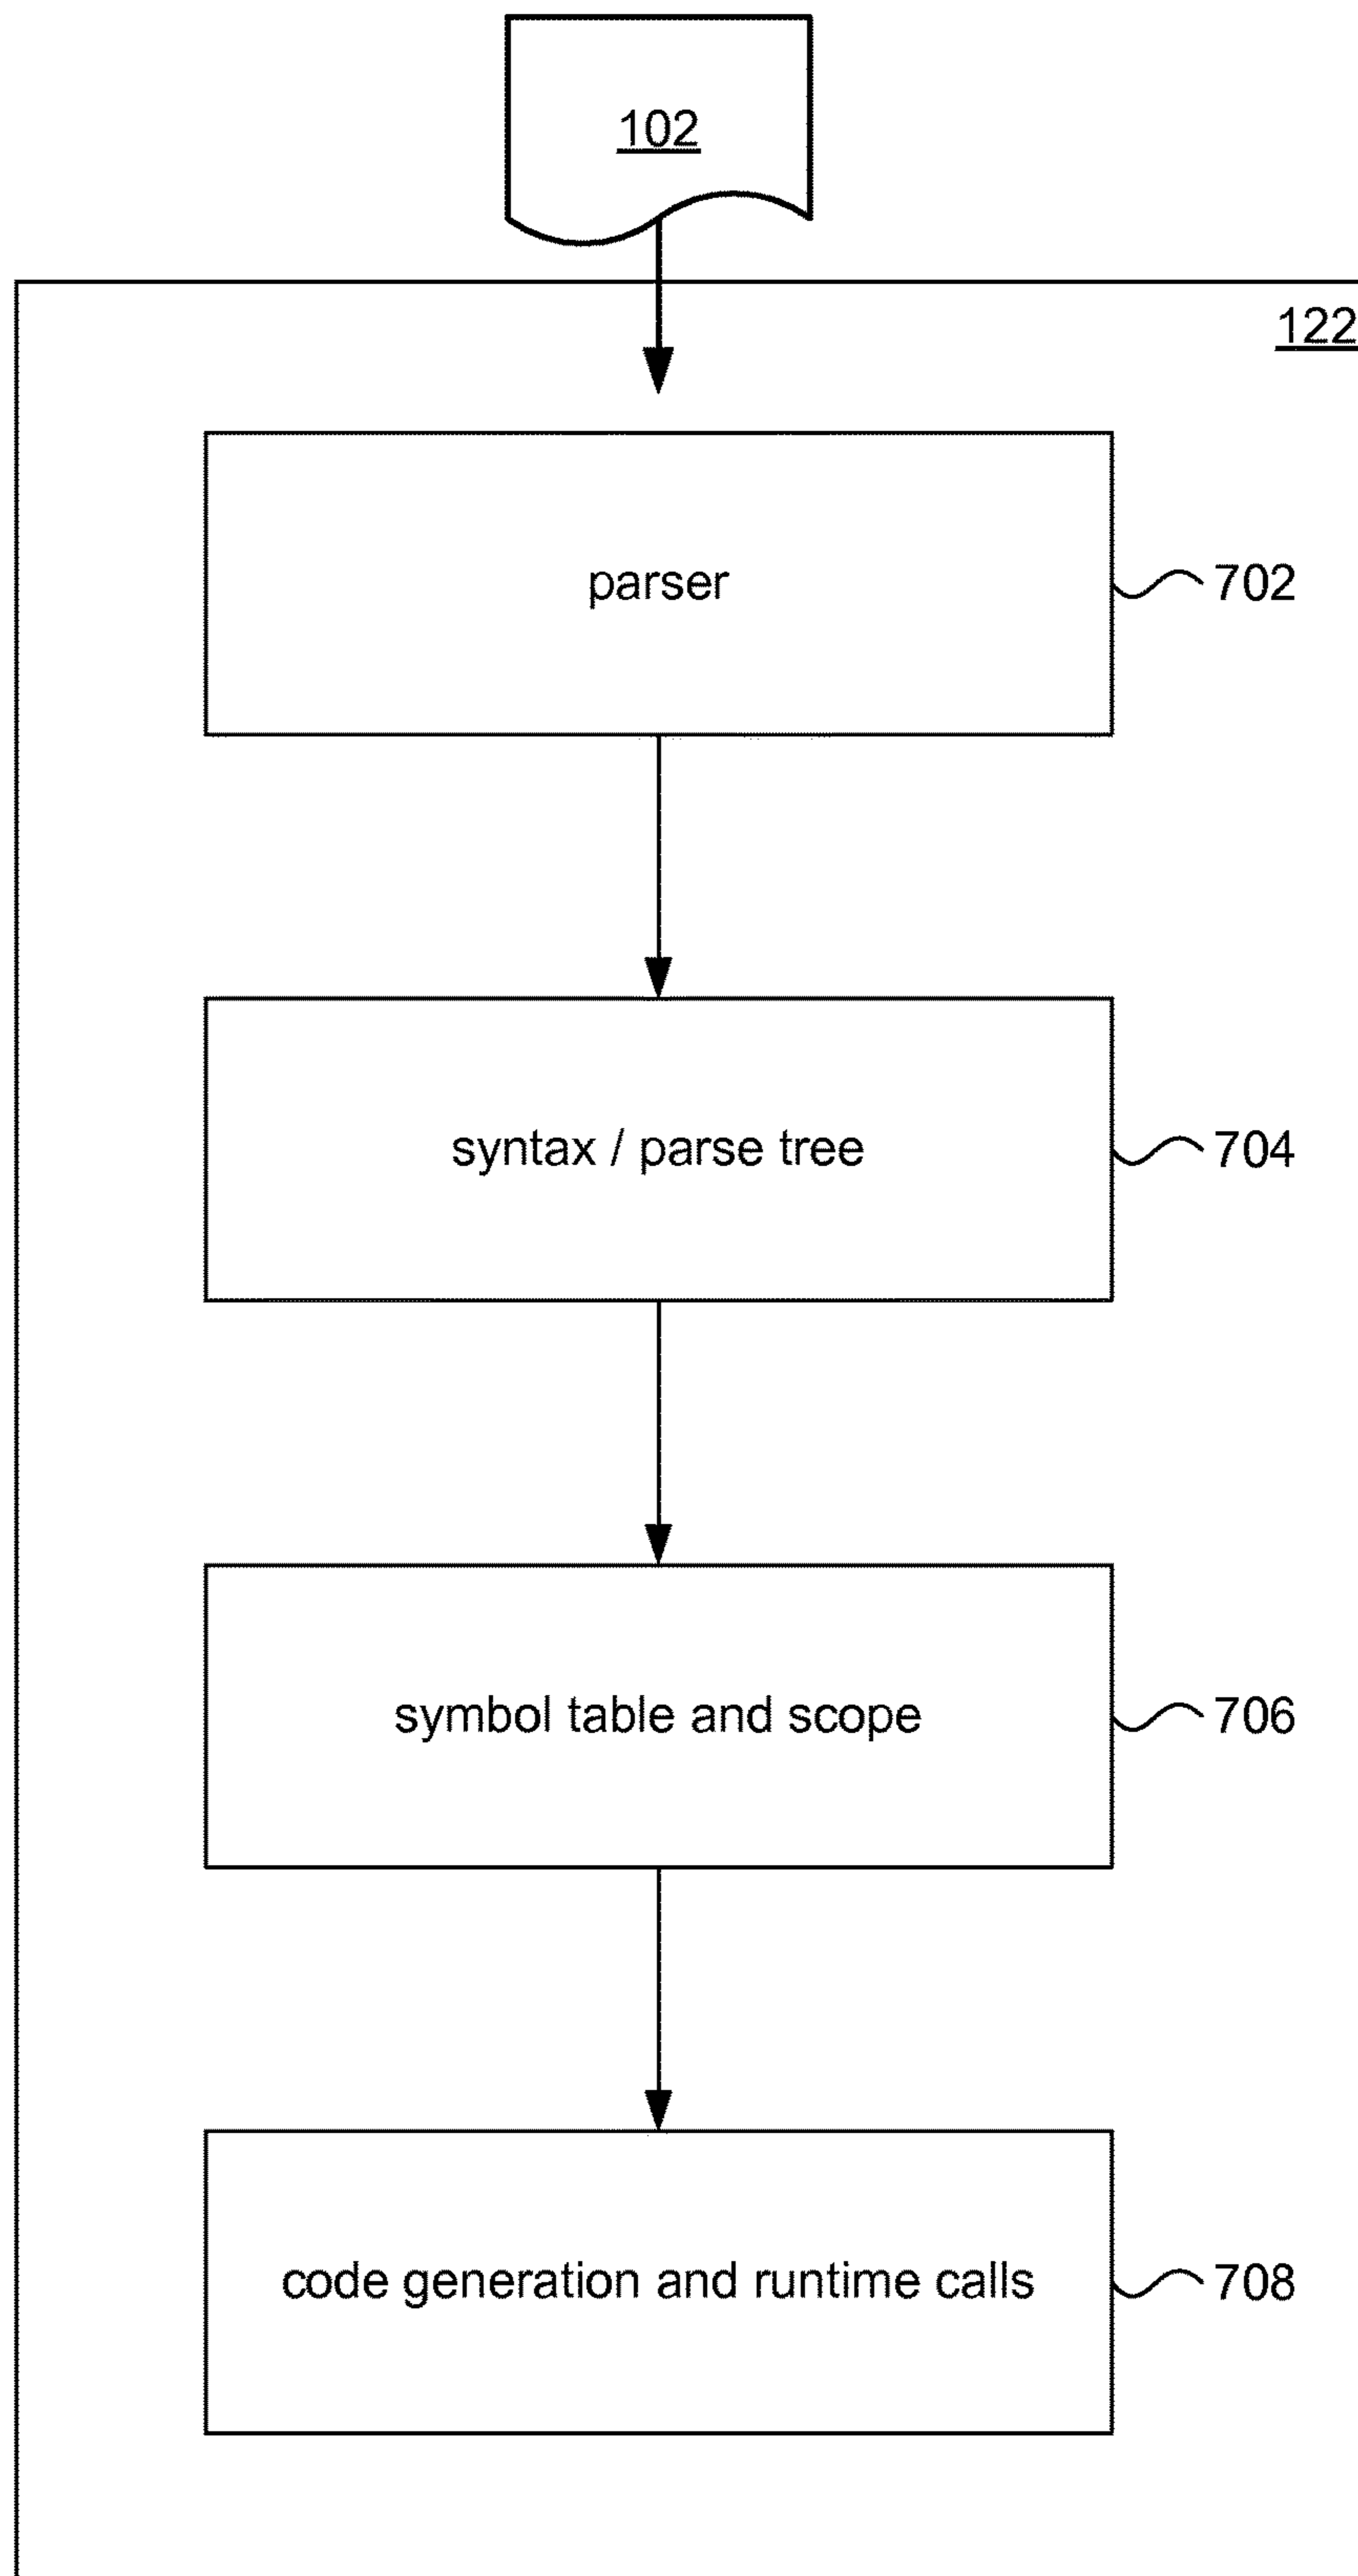 102
122
parser
702
syntax / parse tree
704
symbol table and scope
706
code generation and runtime calls
708